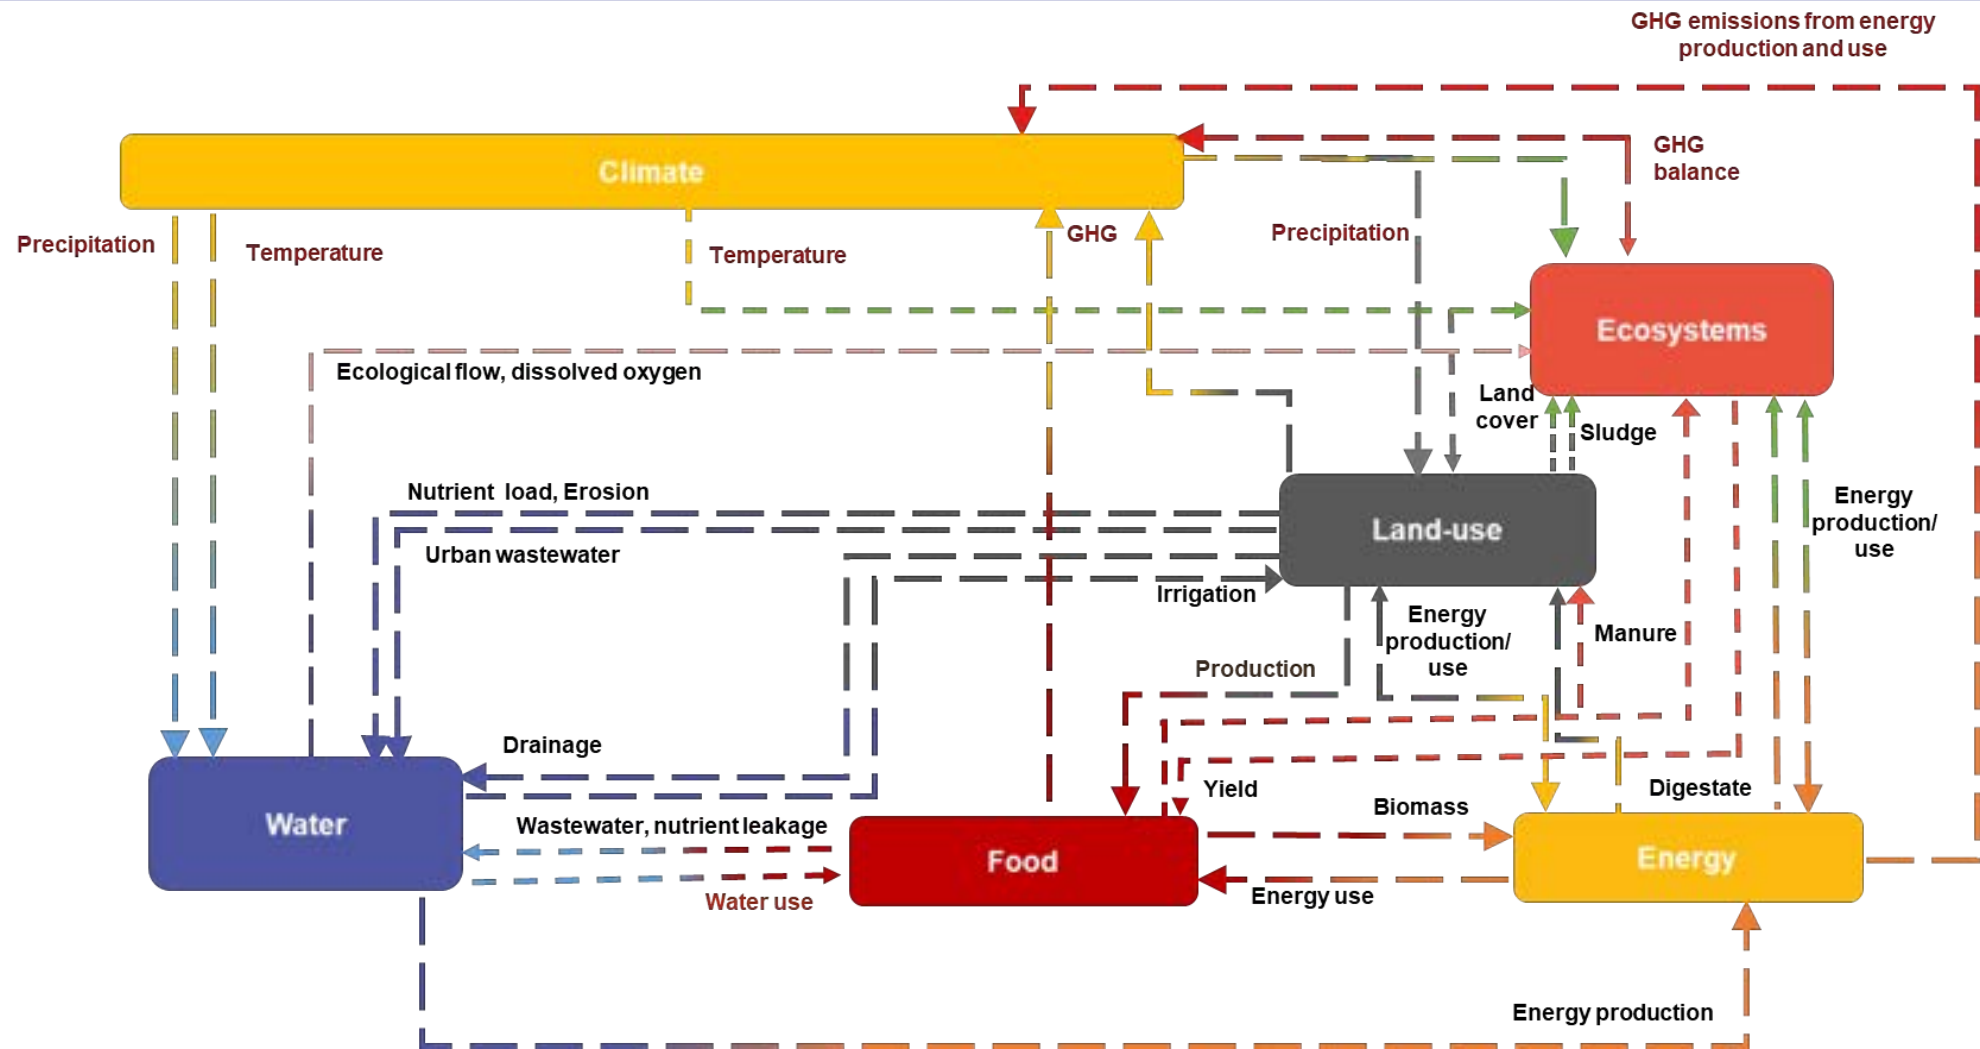 GHG emissions from energy
production and use
Climate
GHG
balance
Precipitation
Temperature
Temperature
GHG
Precipitation
Ecosystems
Ecological flow, dissolved oxygen
Land
cover
Sludge
Nutrient load, Erosion
Urban wastewater
Land-use
Energy
production/
use
Irrigation
Energy
production/
use
Manure
Production
Drainage
Yield
Digestate
Biomass
Water
Wastewater, nutrient leakage
Food
Energy
Water use
Energy use
Energy production